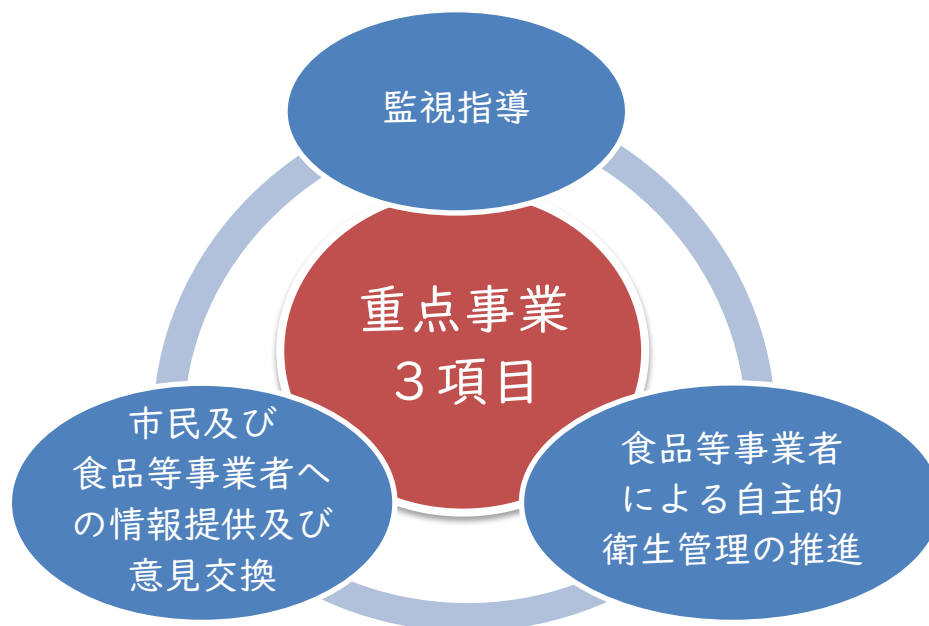 監視指導
重点事業
３項目
市民及び
食品等事業者へ
の情報提供及び
意見交換
食品等事業者
による自主的
衛生管理の推進